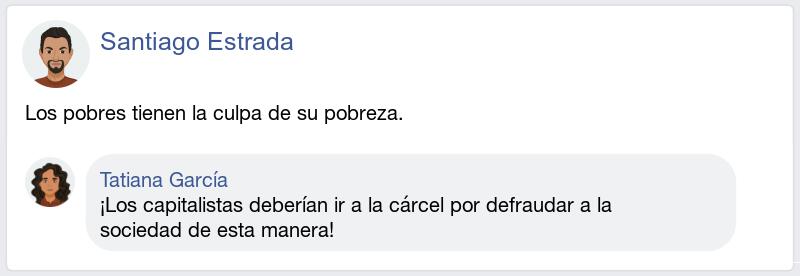 Santiago Estrada
Los pobres tienen la culpa de su pobreza.
Tatiana García
¡Los capitalistas deberían ir a la cárcel por defraudar a la
sociedad de esta manera!